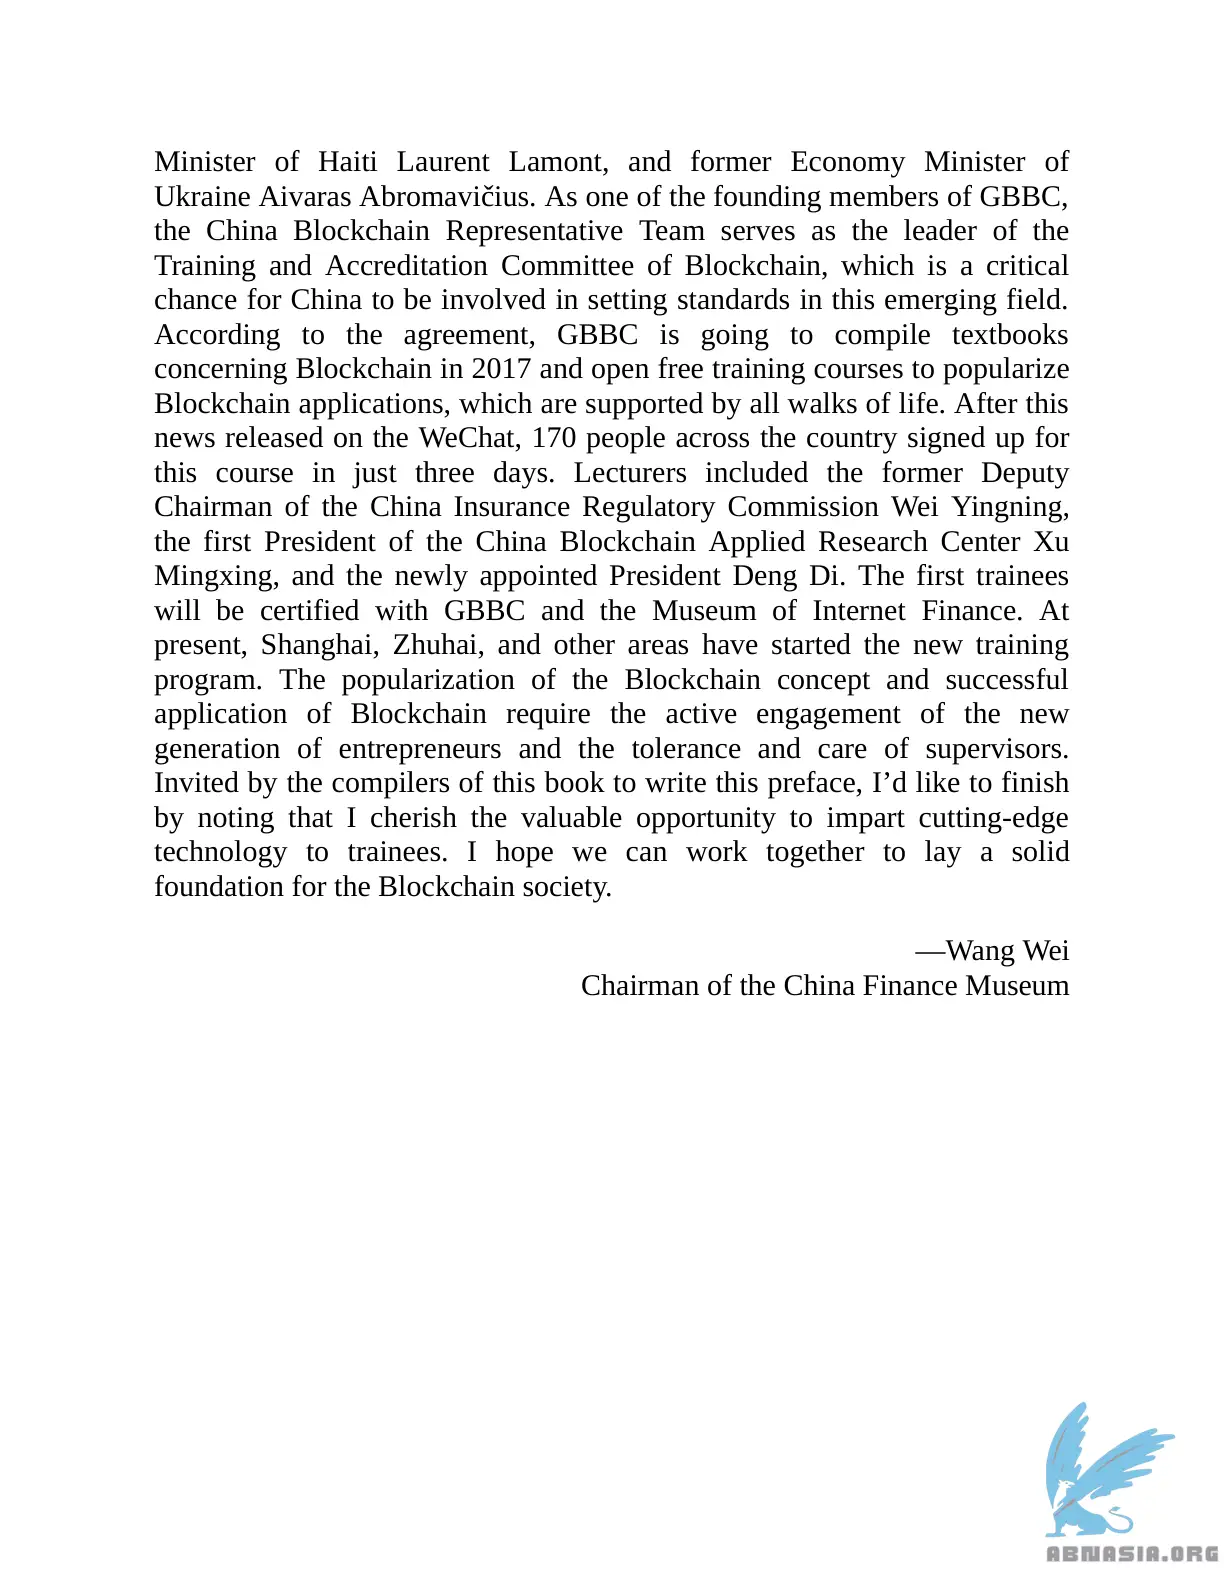 Minister of Haiti Laurent Lamont, and former Economy Minister of
Ukraine Aivaras Abromavičius. As one of the founding members of GBBC,
the China Blockchain Representative Team serves as the leader of the
Training and Accreditation Committee of Blockchain, which is a critical
chance for China to be involved in setting standards in this emerging field.
According to the agreement, GBBC is going to compile textbooks
concerning Blockchain in 2017 and open free training courses to popularize
Blockchain applications, which are supported by all walks of life. After this
news released on the WeChat, 170 people across the country signed up for
this course in just three days. Lecturers included the former Deputy
Chairman of the China Insurance Regulatory Commission Wei Yingning,
the first President of the China Blockchain Applied Research Center Xu
Mingxing, and the newly appointed President Deng Di. The first trainees
will be certified with GBBC and the Museum of Internet Finance. At
present, Shanghai, Zhuhai, and other areas have started the new training
program. The popularization of the Blockchain concept and successful
application of Blockchain require the active engagement of the new
generation of entrepreneurs and the tolerance and care of supervisors.
Invited by the compilers of this book to write this preface, I’d like to finish
by noting that I cherish the valuable opportunity to impart cutting-edge
technology to trainees. I hope we can work together to lay a solid
foundation for the Blockchain society.
—Wang Wei
Chairman of the China Finance Museum
ABNASIA.ORG